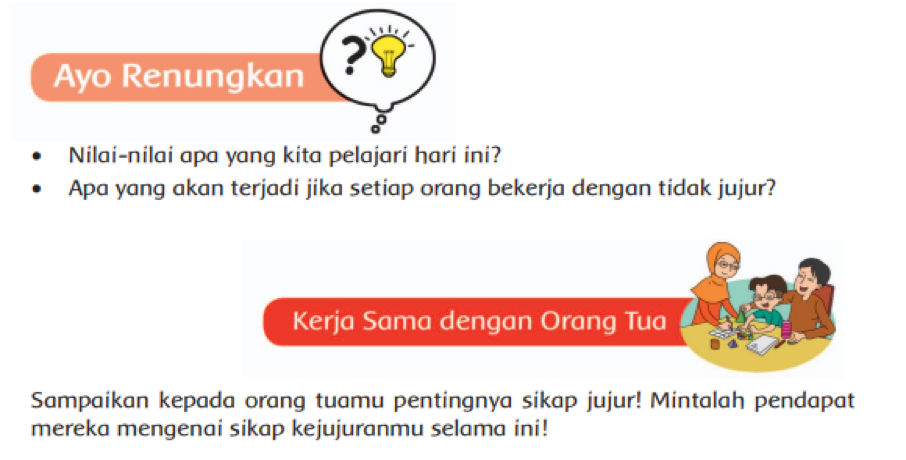 Ayo Renungkan
?
• Nilai-nilai apa yang kita pelajari hari ini?
• Apa yang akan terjadi jika setiap orang bekerja dengan tidak jujur?
Kerja Sama dengan Orang Tua
Sampaikan kepada orang tuamu pentingnya sikap jujur! Mintalah pendapat
mereka mengenai sikap kejujuranmu selama ini!